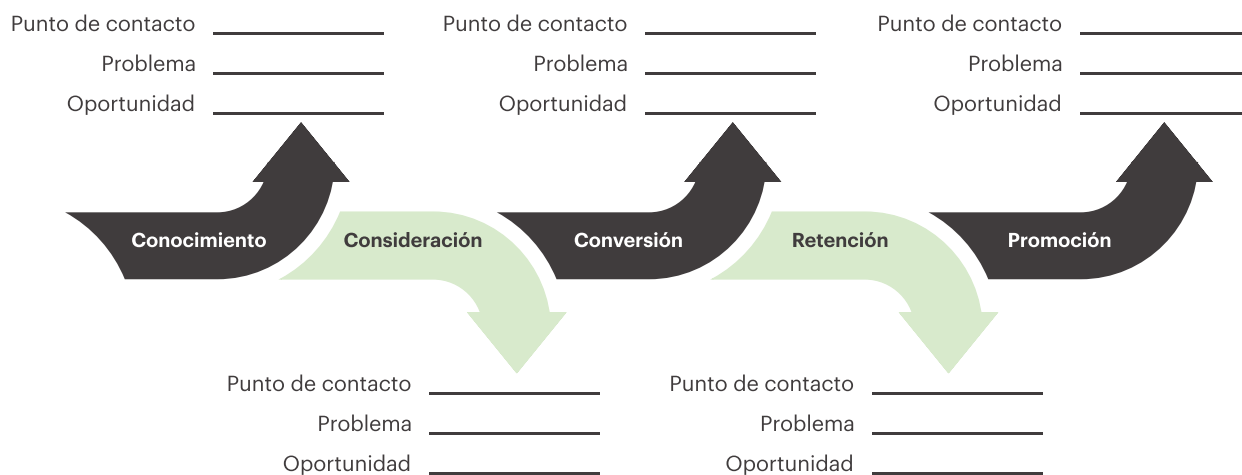 Punto de contacto
Problema
Oportunidad
Punto de contacto
Problema
Oportunidad
Punto de contacto
Problema
Oportunidad
Conocimiento
Consideración
Conversión
Retención
Promoción
Punto de contacto
Problema
Oportunidad
Punto de contacto
Problema
Oportunidad